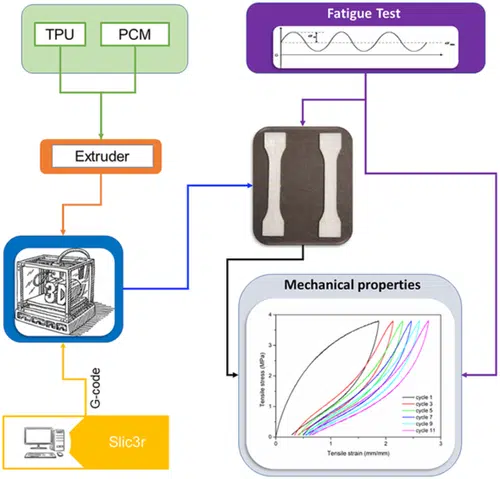 TPU
PCM
Fatigue Test
Extruder
3D
G-code
Slic3r
Mechanical properties
Tensile stress (MPa)
4
3
2
1
0
cycle 1
cycle 3
cycle 5
cycle 7
cycle 9
cycle 11
0
1
2
3
Tensile strain (mm/mm)